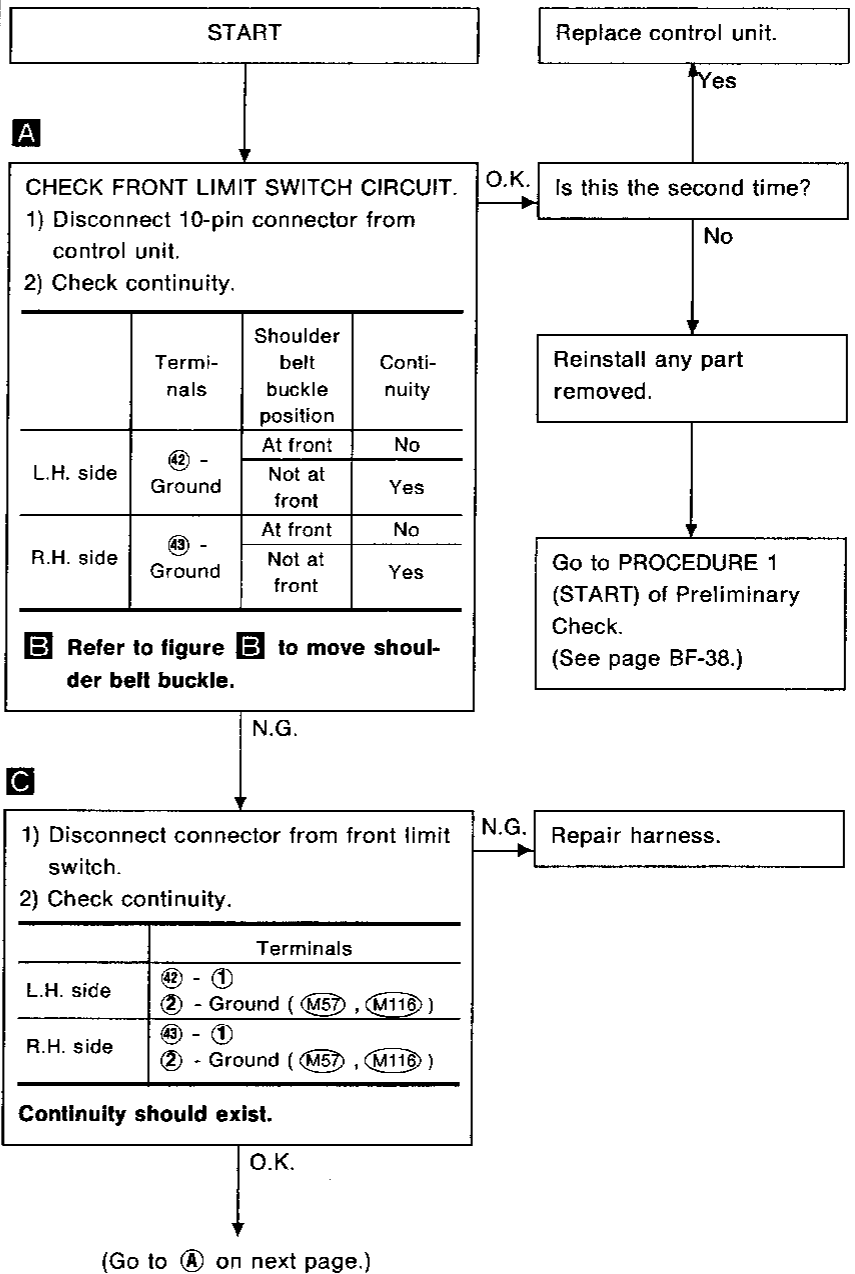 START
Replace control unit.
Yes
A
CHECK FRONT LIMIT SWITCH CIRCUIT.
1) Disconnect 10-pin connector from
control unit.
2) Check continuity.
O.K.
Is this the second time?
No
Termi-
nals
Shoulder
belt
buckle
position
Conti-
nuity
L.H. side
㊷ -
Ground
At front
No
Not at
front
Yes
R.H. side
㊸ -
Ground
At front
No
Not at
front
Yes
B Refer to figure B to move shoul-
der belt buckle.
Reinstall any part
removed.
Go to PROCEDURE 1
(START) of Preliminary
Check.
(See page BF-38.)
N.G.
C
1) Disconnect connector from front limit
switch.
2) Check continuity.
N.G.
Repair harness.
Terminals
L.H. side
㊷ - ①
② - Ground ( M57 , M116 )
R.H. side
㊸ - ①
② - Ground ( M57 , M116 )
Continuity should exist.
O.K.
(Go to Ⓐ on next page.)